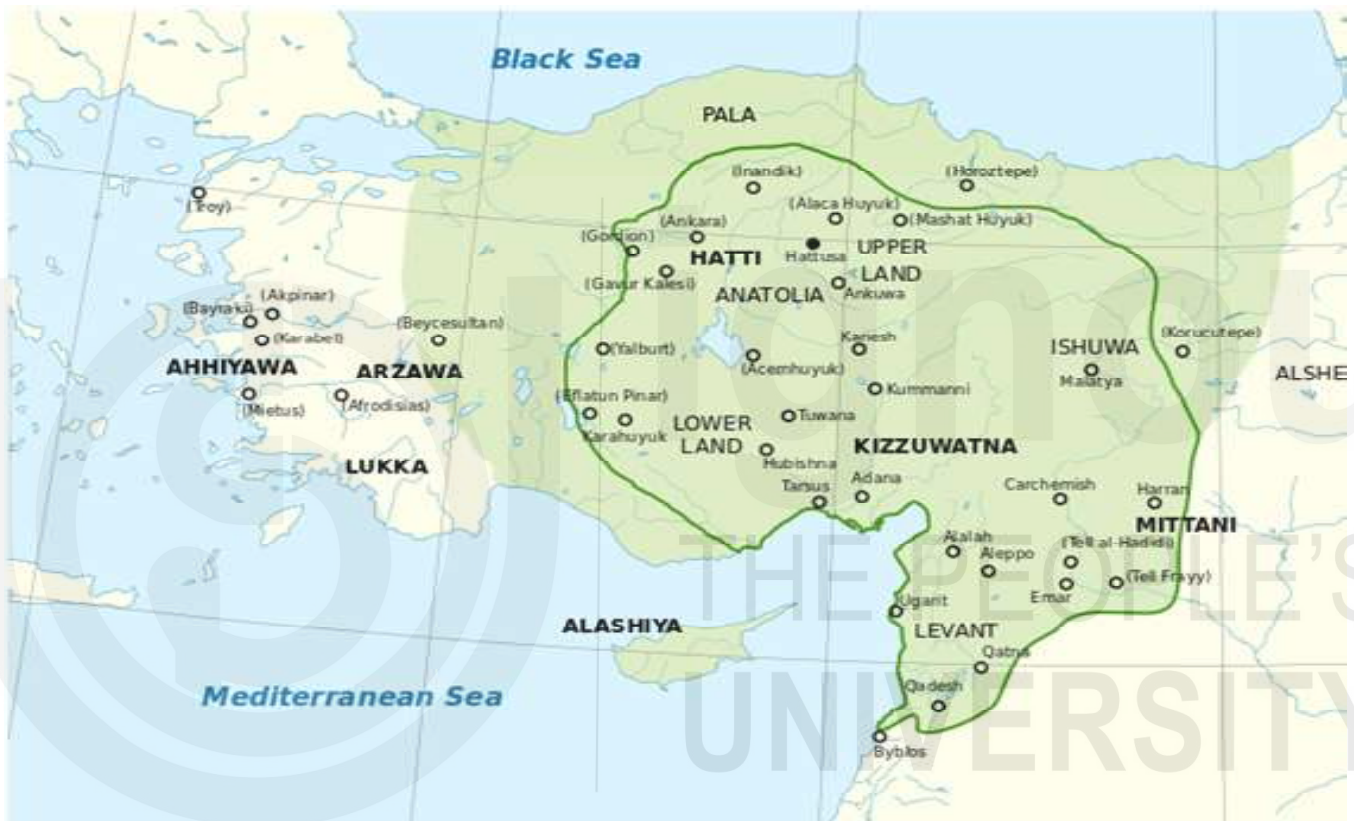 Black Sea
PALA
(Inandik)
(Horoztepe)
(Troy)
(Alaca Huyuk)
(Mashat Huyuk)
(Ankara)
(Gordion)
HATTI
Hattusa
UPPER
LAND
(Gavur Kalesi)
ANATOLIA
Ankuwa
(Akpinar)
(Bayrakli)
(Karabel)
(Beycesultan)
(Yalburt)
Kanesh
(Korucutepe)
ISHUWA
AHHIYAWA
ARZAWA
(Acemhuyuk)
Malatya
ALSHE
(Mietus)
(Afrodisias)
(Eflatun Pinar)
Kummanni
Karahuyuk
LOWER
LAND
Tuwana
KIZZUWATNA
LUKKA
Hubishna
Tarsus
Adana
Carchemish
Harran
MITTANI
Alalah
Aleppo
(Tell al-Hadidi)
Emar
(Tell Frayy)
Ugarit
ALASHIYA
LEVANT
Qatna
Mediterranean Sea
Qadesh
Byblos
ignou
THE PEOPLE'S
UNIVERSITY